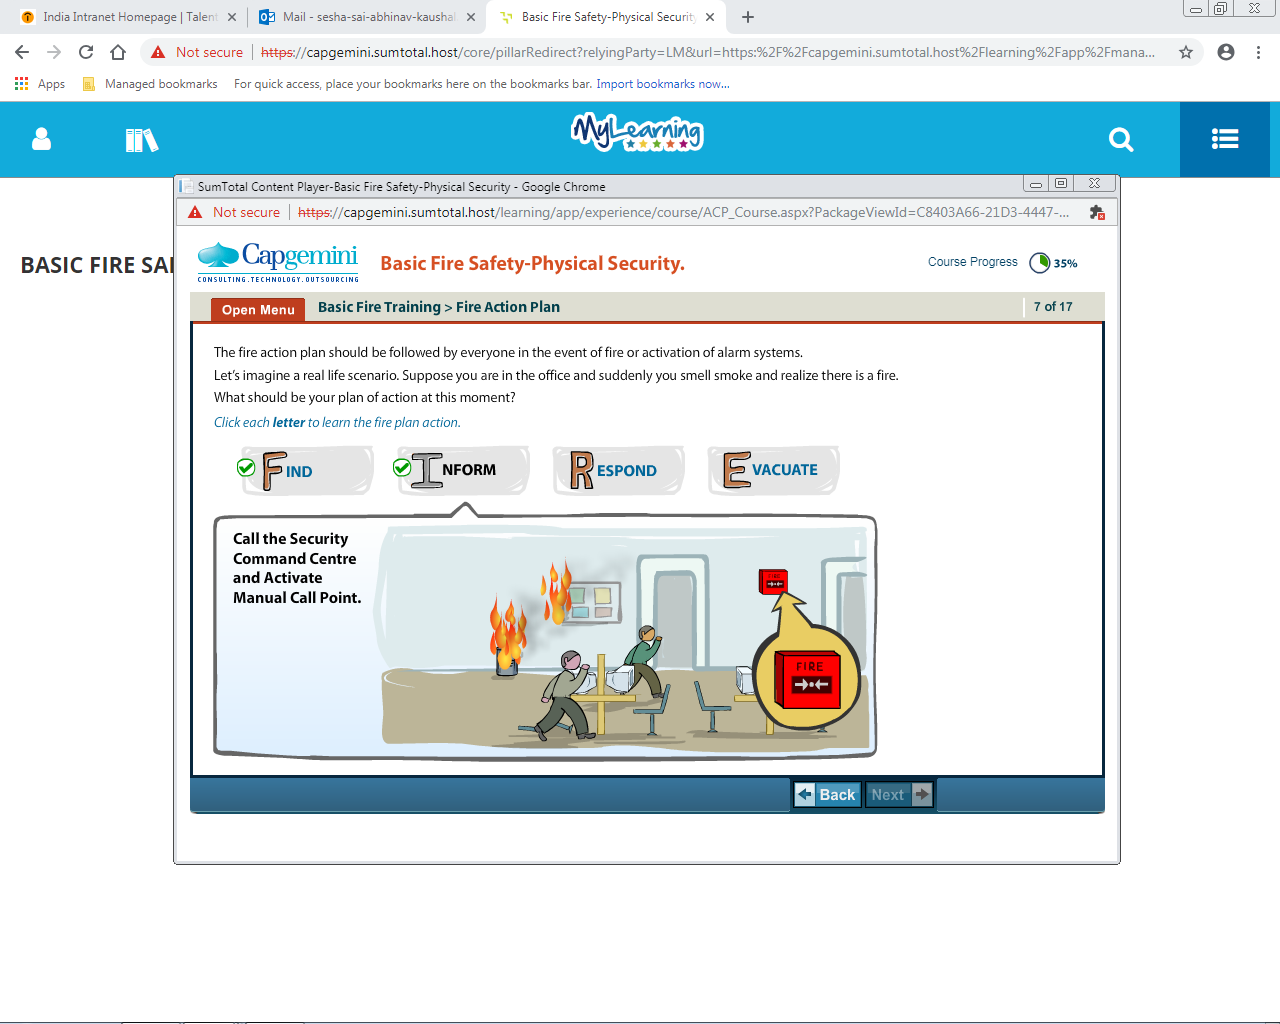 India Intranet Homepage | Talent
Mail - sesha-sai-abhinav-kaushal
Basic Fire Safety-Physical Security
Not secure
https://capgemini.sumtotal.host/core/pillarRedirect?relyingParty=LM&url=https:%2F%2Fcapgemini.sumtotal.host%2Flearning%2Fapp%2Fmana...
Apps
Managed bookmarks
For quick access, place your bookmarks here on the bookmarks bar. Import bookmarks now...
MyLearning
BASIC FIRE SA
SumTotal Content Player-Basic Fire Safety-Physical Security - Google Chrome
Not secure
https://capgemini.sumtotal.host/learning/app/experience/course/ACP_Course.aspx?PackageViewId=C8403A66-21D3-4447-...
Capgemini
CONSULTING.TECHNOLOGY.OUTSOURCING
Basic Fire Safety-Physical Security.
Course Progress
35%
Open Menu
Basic Fire Training > Fire Action Plan
7 of 17
The fire action plan should be followed by everyone in the event of fire or activation of alarm systems.
Let's imagine a real life scenario. Suppose you are in the office and suddenly you smell smoke and realize there is a fire.
What should be your plan of action at this moment?
Click each letter to learn the fire plan action.
FIND
INFORM
RESPOND
EVACUATE
Call the Security
Command Centre
and Activate
Manual Call Point.
FIRE
FIRE
Back
Next